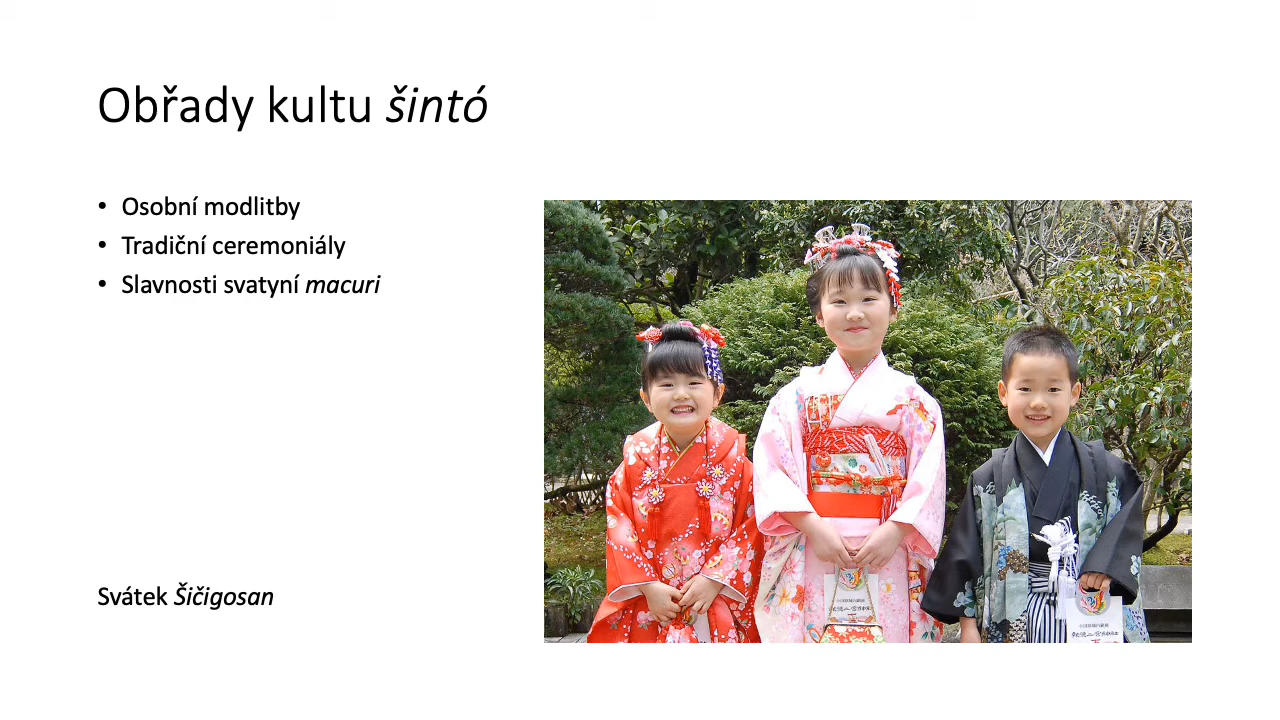 Obřady kultu šintó
• Osobní modlitby
• Tradiční ceremoniály
• Slavnosti svatyní macuri
Svátek Šičigosan